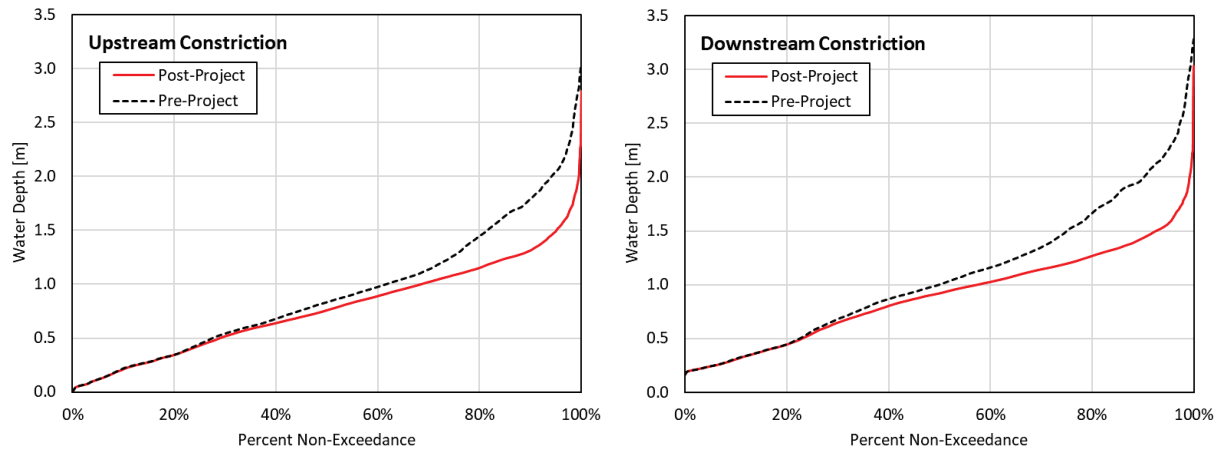 Upstream Constriction
Post-Project
Pre-Project
3.5
3.0
2.5
2.0
1.5
1.0
0.5
0.0
Water Depth [m]
0% 20% 40% 60% 80% 100%
Percent Non-Exceedance
Downstream Constriction
Post-Project
Pre-Project
3.5
3.0
2.5
2.0
1.5
1.0
0.5
0.0
Water Depth [m]
0% 20% 40% 60% 80% 100%
Percent Non-Exceedance